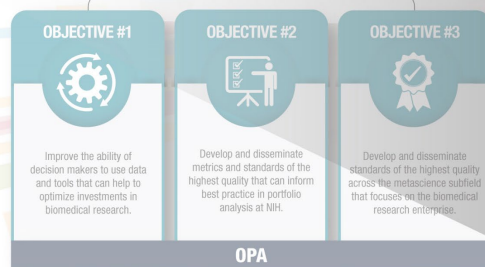 OBJECTIVE #1
Improve the ability of
decision makers to use data
and tools that can help to
optimize investments in
biomedical research.
OBJECTIVE #2
Develop and disseminate
metrics and standards of the
highest quality that can inform
best practice in portfolio
analysis at NIH.
OBJECTIVE #3
Develop and disseminate
standards of the highest quality
across the metascience subfield
that focuses on the biomedical
research enterprise.
OPA